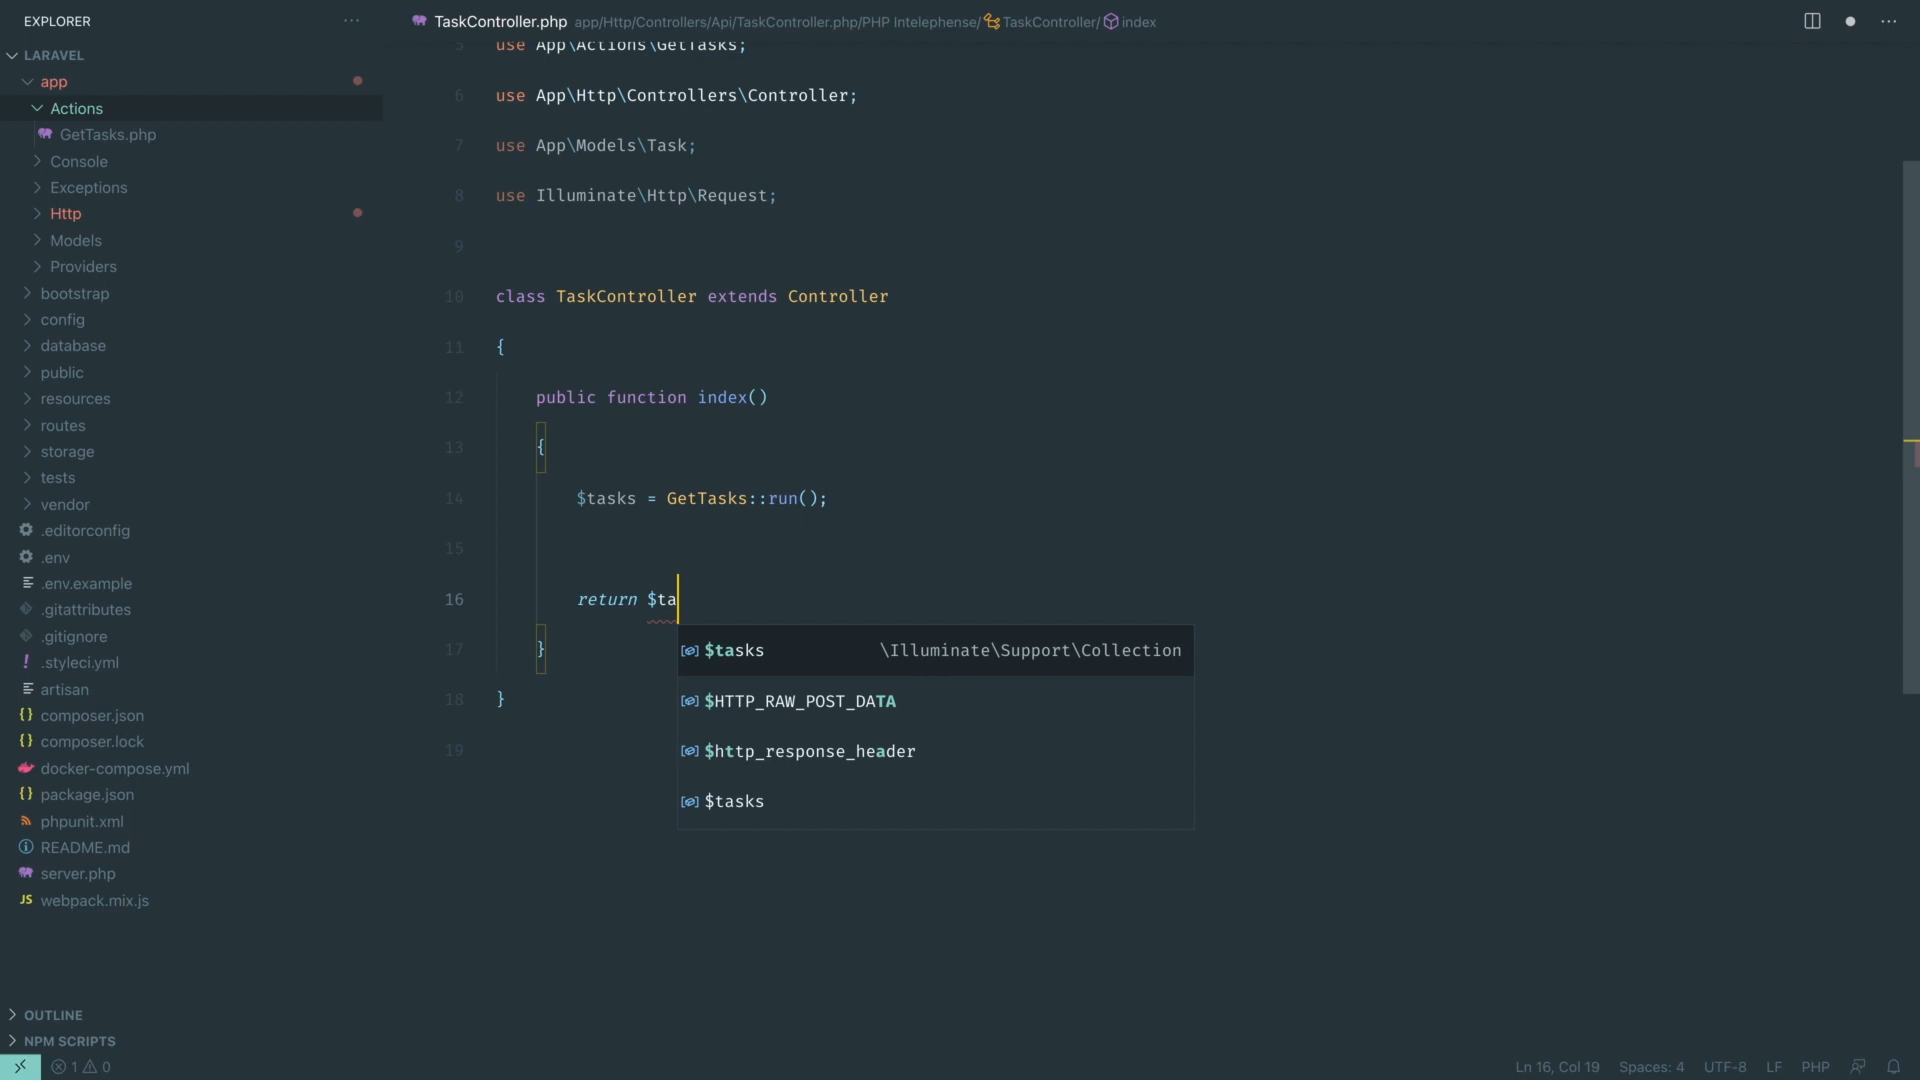 EXPLORER
LARAVEL
app
Actions
GetTasks.php
Console
Exceptions
Http
Models
Providers
bootstrap
config
database
public
resources
routes
storage
tests
vendor
.editorconfig
.env
.env.example
.gitattributes
.gitignore
.styleci.yml
artisan
composer.json
composer.lock
docker-compose.yml
package.json
phpunit.xml
README.md
server.php
JS webpack.mix.js
OUTLINE
NPM SCRIPTS
TaskController.php app/Http/Controllers/Api/TaskController.php/PHP Intelephense/ TaskController/ index
5 use App\Actions\GetTasks;
6 use App\Http\Controllers\Controller;
7 use App\Models\Task;
8 use Illuminate\Http\Request;
9
10 class TaskController extends Controller
11 {
12 public function index()
13 {
14 $tasks = GetTasks::run();
15
16 return $ta
17 }
18 }
19
$tasks \Illuminate\Support\Collection
$HTTP_RAW_POST_DATA
$http_response_header
$tasks
1 0
Ln 16, Col 19 Spaces: 4 UTF-8 LF PHP